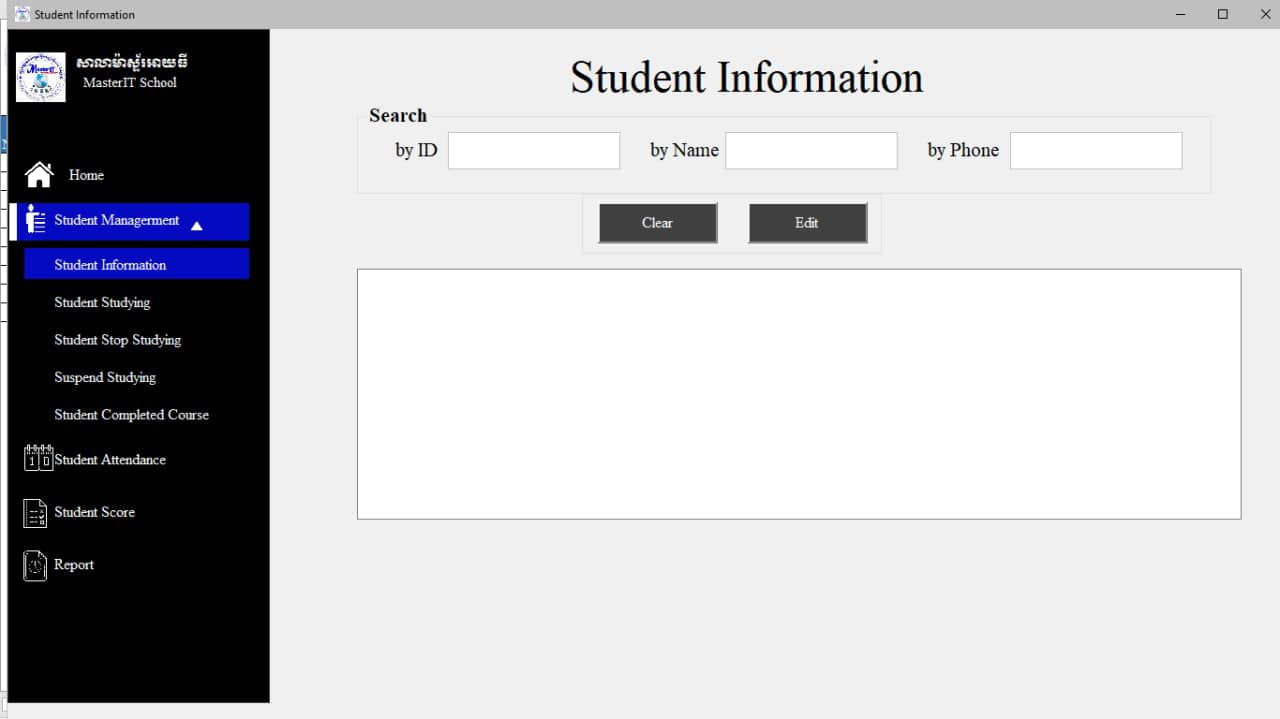 Student Information
សាលាម៉ាស្ទ័រអាយធី
MasterIT School
Home
Student Managerment
Student Information
Student Studying
Student Stop Studying
Suspend Studying
Student Completed Course
Student Attendance
Student Score
Report
Student Information
Search
by ID
by Name
by Phone
Clear
Edit